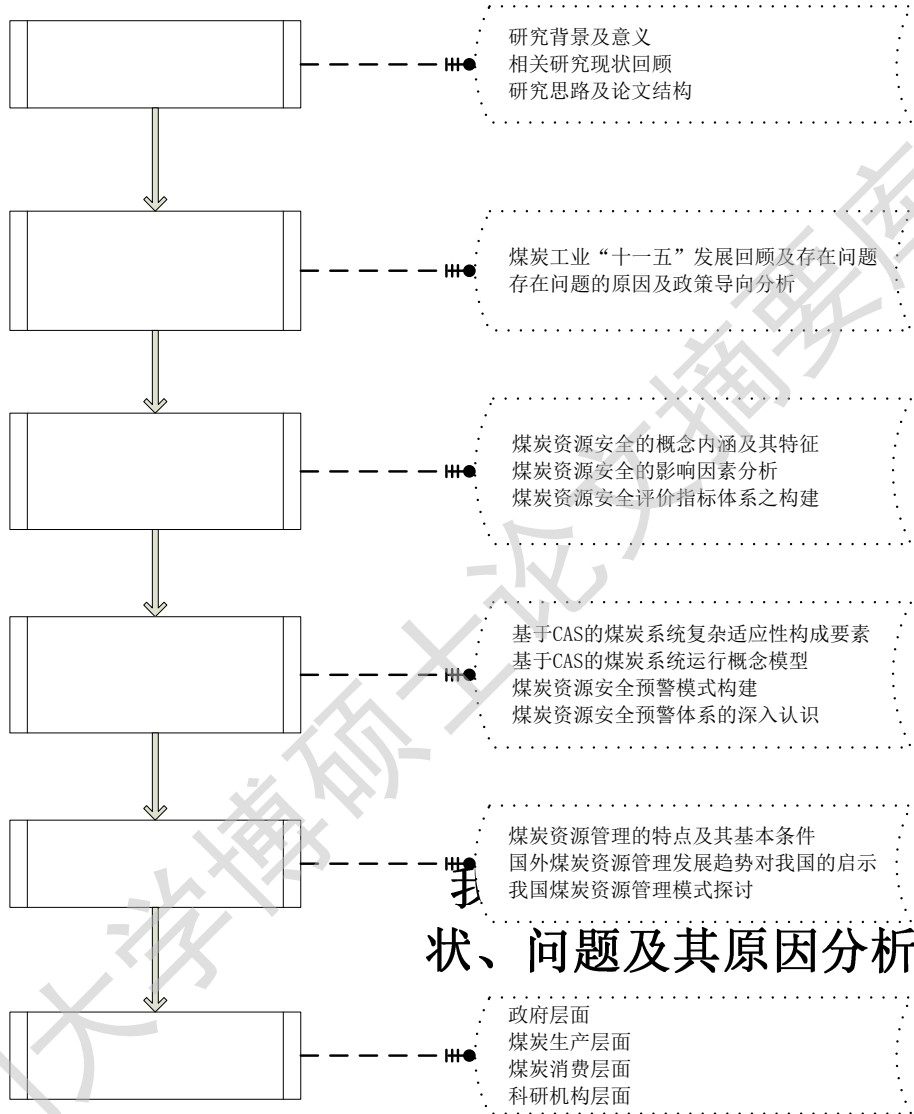 研究背景及意义
相关研究现状回顾
研究思路及论文结构
煤炭工业“十一五”发展回顾及存在问题
存在问题的原因及政策导向分析
煤炭资源安全的概念内涵及其特征
煤炭资源安全的影响因素分析
煤炭资源安全评价指标体系之构建
基于CAS的煤炭系统复杂适应性构成要素
基于CAS的煤炭系统运行概念模型
煤炭资源安全预警模式构建
煤炭资源安全预警体系的深入认识
煤炭资源管理的特点及其基本条件
国外煤炭资源管理发展趋势对我国的启示
我国煤炭资源管理模式探讨
状、问题及其原因分析
政府层面
煤炭生产层面
煤炭消费层面
科研机构层面
大学博硕士论文摘要库